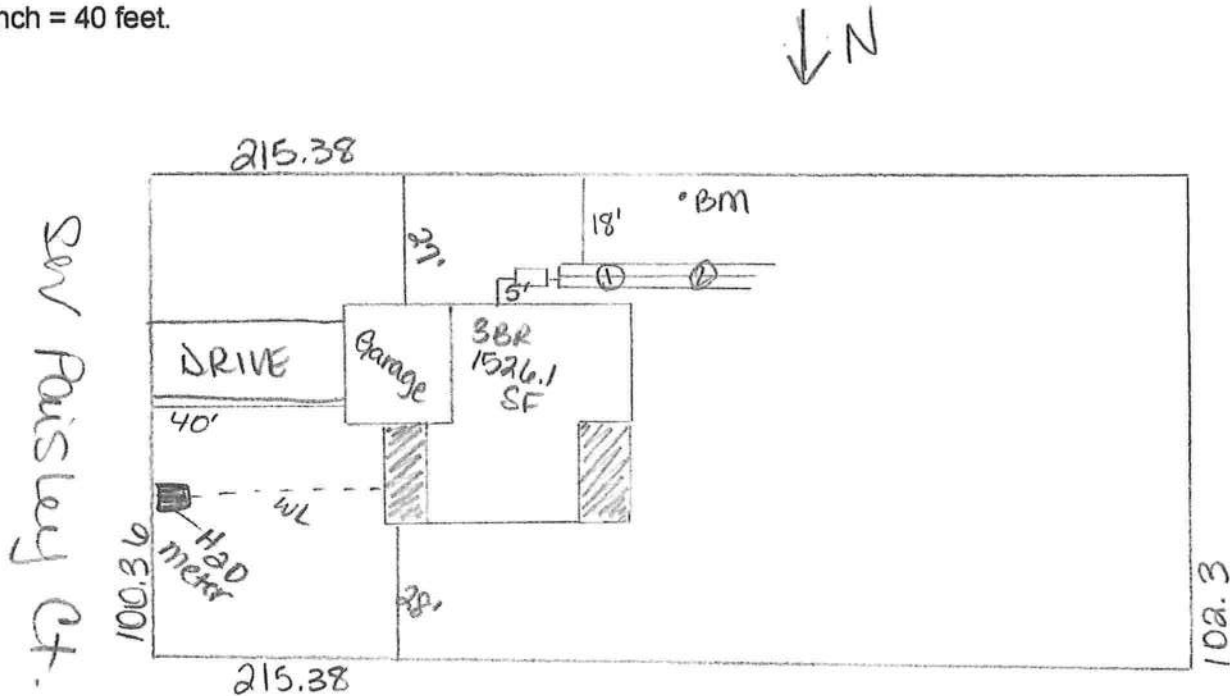 nch = 40 feet.
N
215.38
27'
18'
•BM
1
2
5'
3BR
1526.1
SF
Garage
DRIVE
40'
WL
H2O
meter
28'
100.36
102.3
215.38
SW Paisley Ct.